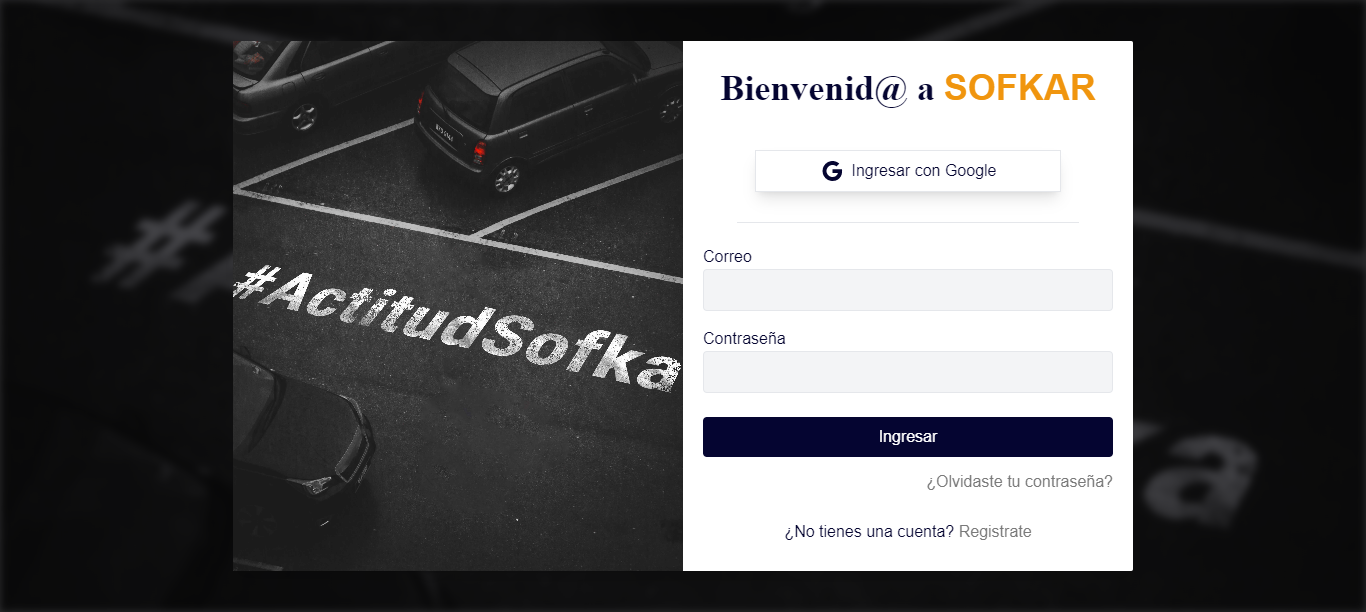 Bienvenid@ a SOFKAR
Ingresar con Google
Correo
Contraseña
Ingresar
¿Olvidaste tu contraseña?
¿No tienes una cuenta? Registrate
#ActitudSofka